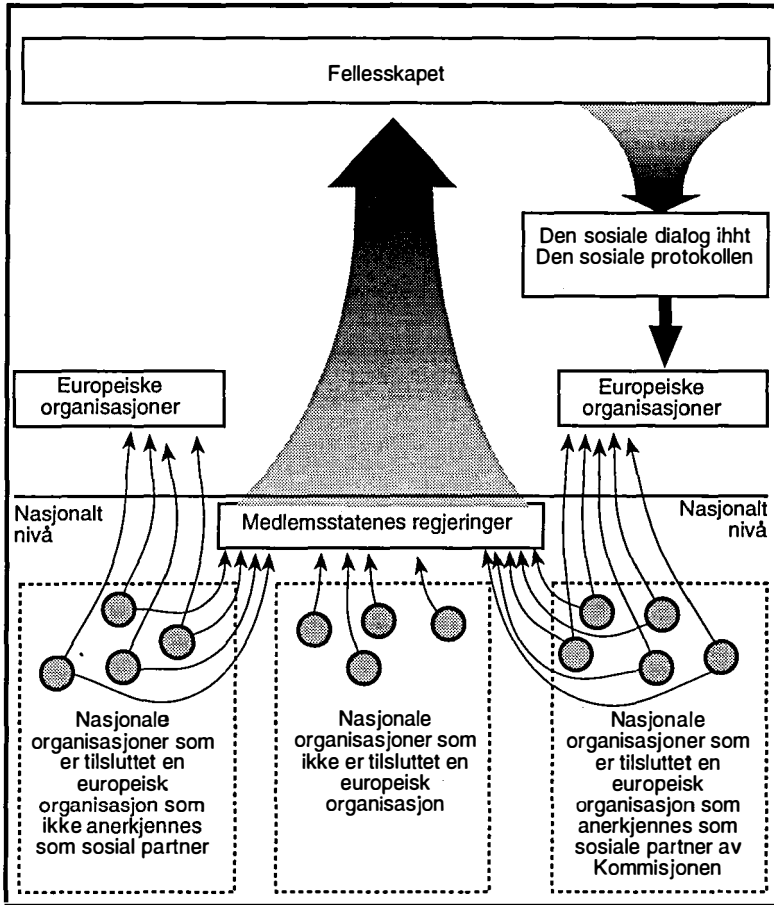 Fellesskapet
Den sosiale dialog ihht
Den sosiale protokollen
Europeiske
organisasjoner
Europeiske
organisasjoner
Nasjonalt
nivå
Medlemsstatenes regjeringer
Nasjonalt
nivå
Nasjonale
organisasjoner som
er tilsluttet en
europeisk
organisasjon som
ikke anerkjennes
som sosial partner
Nasjonale
organisasjoner som
ikke er tilsluttet en
europeisk
organisasjon
Nasjonale
organisasjoner som
er tilsluttet en
europeisk
organisasjon som
anerkjennes som
sosiale partner av
Kommisjonen